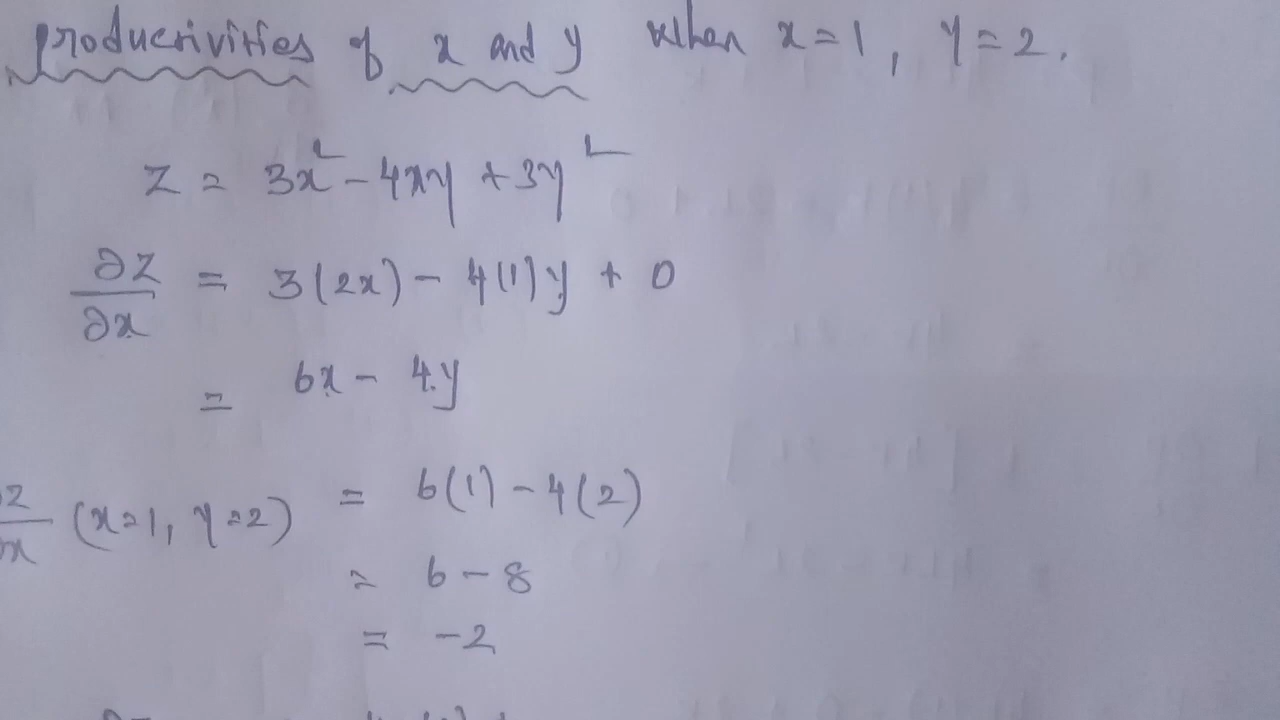 productivities of x and y when x=1, y=2.
z = 3x² - 4xy + 3y²
∂z/∂x = 3(2x) - 4(1)y + 0
= 6x - 4y
∂z/∂x (x=1, y=2) = 6(1) - 4(2)
= 6 - 8
= -2